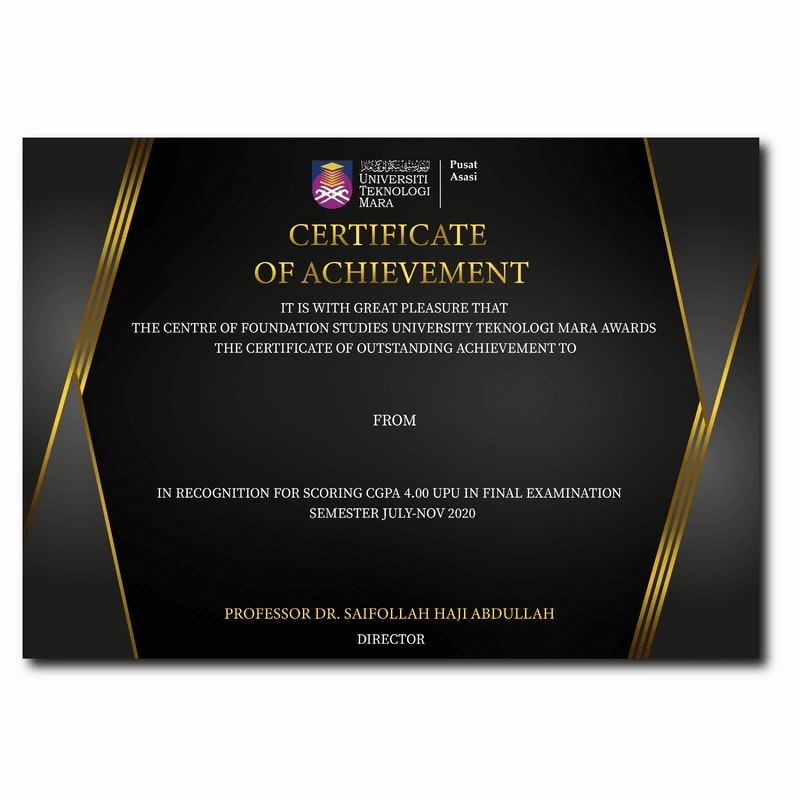 UNIVERSITI
TEKNOLOGI
MARA
Pusat
Asasi
CERTIFICATE
OF ACHIEVEMENT
IT IS WITH GREAT PLEASURE THAT
THE CENTRE OF FOUNDATION STUDIES UNIVERSITY TEKNOLOGI MARA AWARDS
THE CERTIFICATE OF OUTSTANDING ACHIEVEMENT TO
FROM
IN RECOGNITION FOR SCORING CGPA 4.00 UPU IN FINAL EXAMINATION
SEMESTER JULY-NOV 2020
PROFESSOR DR. SAIFOLLAH HAJI ABDULLAH
DIRECTOR